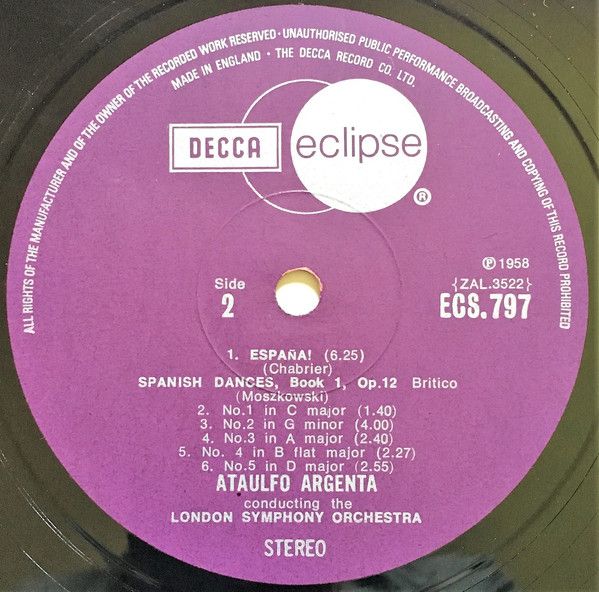 ALL RIGHTS OF THE MANUFACTURER AND OF THE OWNER OF THE RECORDED WORK RESERVED · UNAUTHORISED PUBLIC PERFORMANCE BROADCASTING AND COPYING OF THIS RECORD PROHIBITED
MADE IN ENGLAND · THE DECCA RECORD CO. LTD.
DECCA eclipse
®
Ⓟ 1958
Side
2
{ZAL.3522}
ECS.797
1. ESPAÑA! (6.25)
(Chabrier)
SPANISH DANCES, Book 1, Op.12 Britico
(Moszkowski)
2. No.1 in C major (1.40)
3. No.2 in G minor (4.00)
4. No.3 in A major (2.40)
5. No. 4 in B flat major (2.27)
6. No.5 in D major (2.55)
ATAULFO ARGENTA
conducting the
LONDON SYMPHONY ORCHESTRA
STEREO